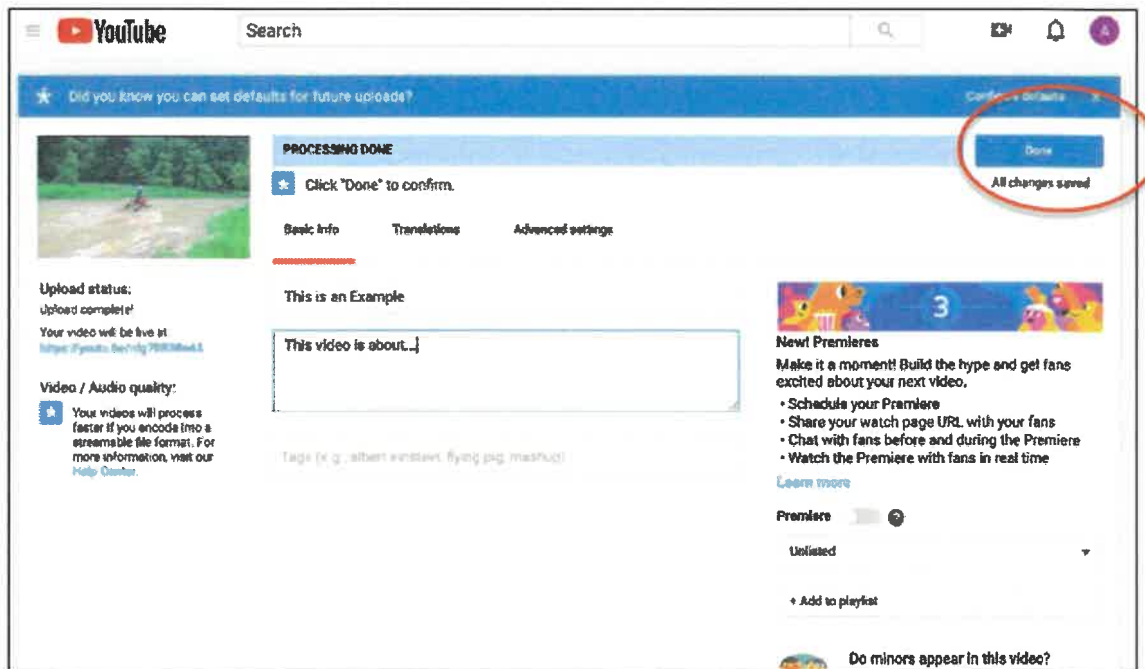 YouTube
Search
A
Did you know you can set defaults for future uploads?
defaults
PROCESSING DONE
Done
Click "Done" to confirm.
All changes saved
Basic Info
Translations
Advanced settings
Upload status:
Upload complete!
Your video will be live at:
This is an Example
This video is about...
Video / Audio quality:
Your videos will process
faster if you encode into a
streamable file format. For
more information, visit our
Help Center.
Tags (e.g., albert einstein, flying pig, mashup)
3
New! Premieres
Make it a moment! Build the hype and get fans
excited about your next video.
• Schedule your Premiere
• Share your watch page URL with your fans
• Chat with fans before and during the Premiere
• Watch the Premiere with fans in real time
Learn more
Premiere
?
Unlisted
+ Add to playlist
Do minors appear in this video?